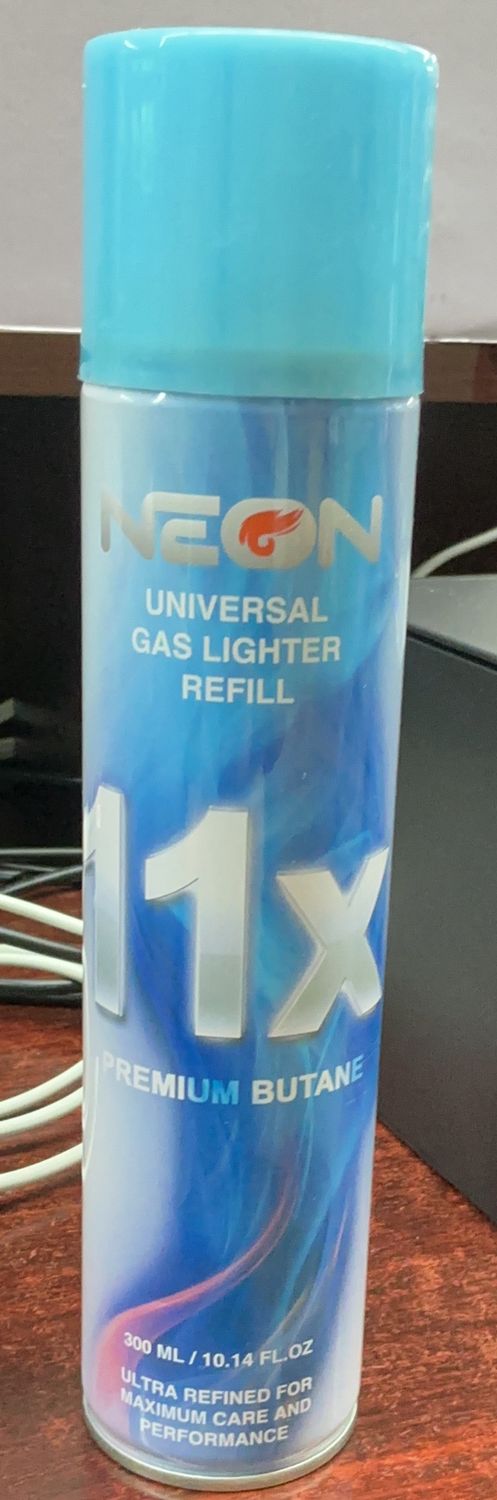 NEON
UNIVERSAL
GAS LIGHTER
REFILL
11x
PREMIUM BUTANE
300 ML / 10.14 FL.OZ
ULTRA REFINED FOR
MAXIMUM CARE AND
PERFORMANCE